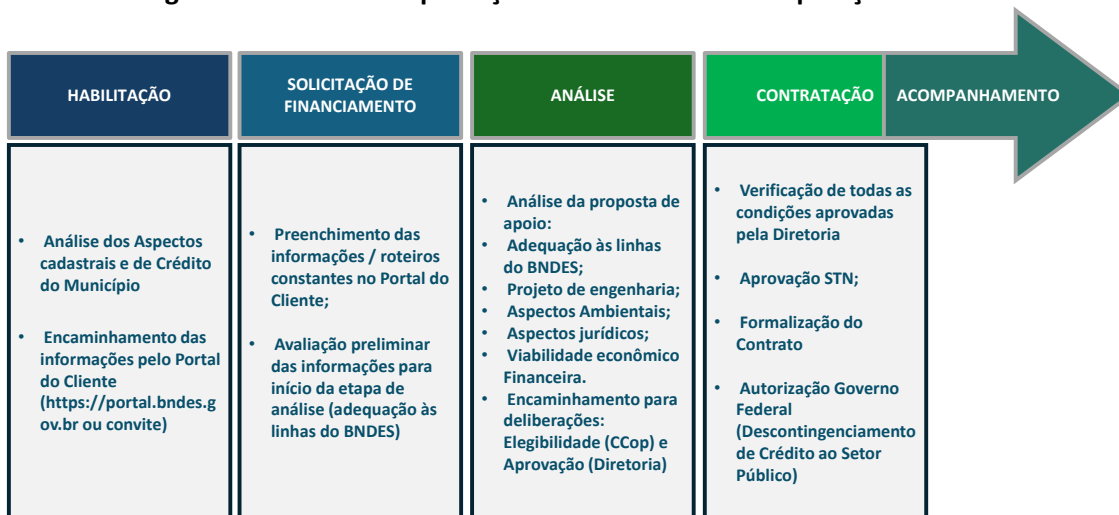 HABILITAÇÃO
SOLICITAÇÃO DE
FINANCIAMENTO
ANÁLISE
CONTRATAÇÃO
ACOMPANHAMENTO
• Análise dos Aspectos
cadastrais e de Crédito
do Município
• Encaminhamento das
informações pelo Portal
do Cliente
(https://portal.bndes.g
ov.br ou convite)
• Preenchimento das
informações / roteiros
constantes no Portal do
Cliente;
• Avaliação preliminar
das informações para
início da etapa de
análise (adequação às
linhas do BNDES)
• Análise da proposta de
apoio:
• Adequação às linhas
do BNDES;
• Projeto de engenharia;
• Aspectos Ambientais;
• Aspectos jurídicos;
• Viabilidade econômico
Financeira.
• Encaminhamento para
deliberações:
Elegibilidade (CCop) e
Aprovação (Diretoria)
• Verificação de todas as
condições aprovadas
pela Diretoria
• Aprovação STN;
• Formalização do
Contrato
• Autorização Governo
Federal
(Descontingenciamento
de Crédito ao Setor
Público)